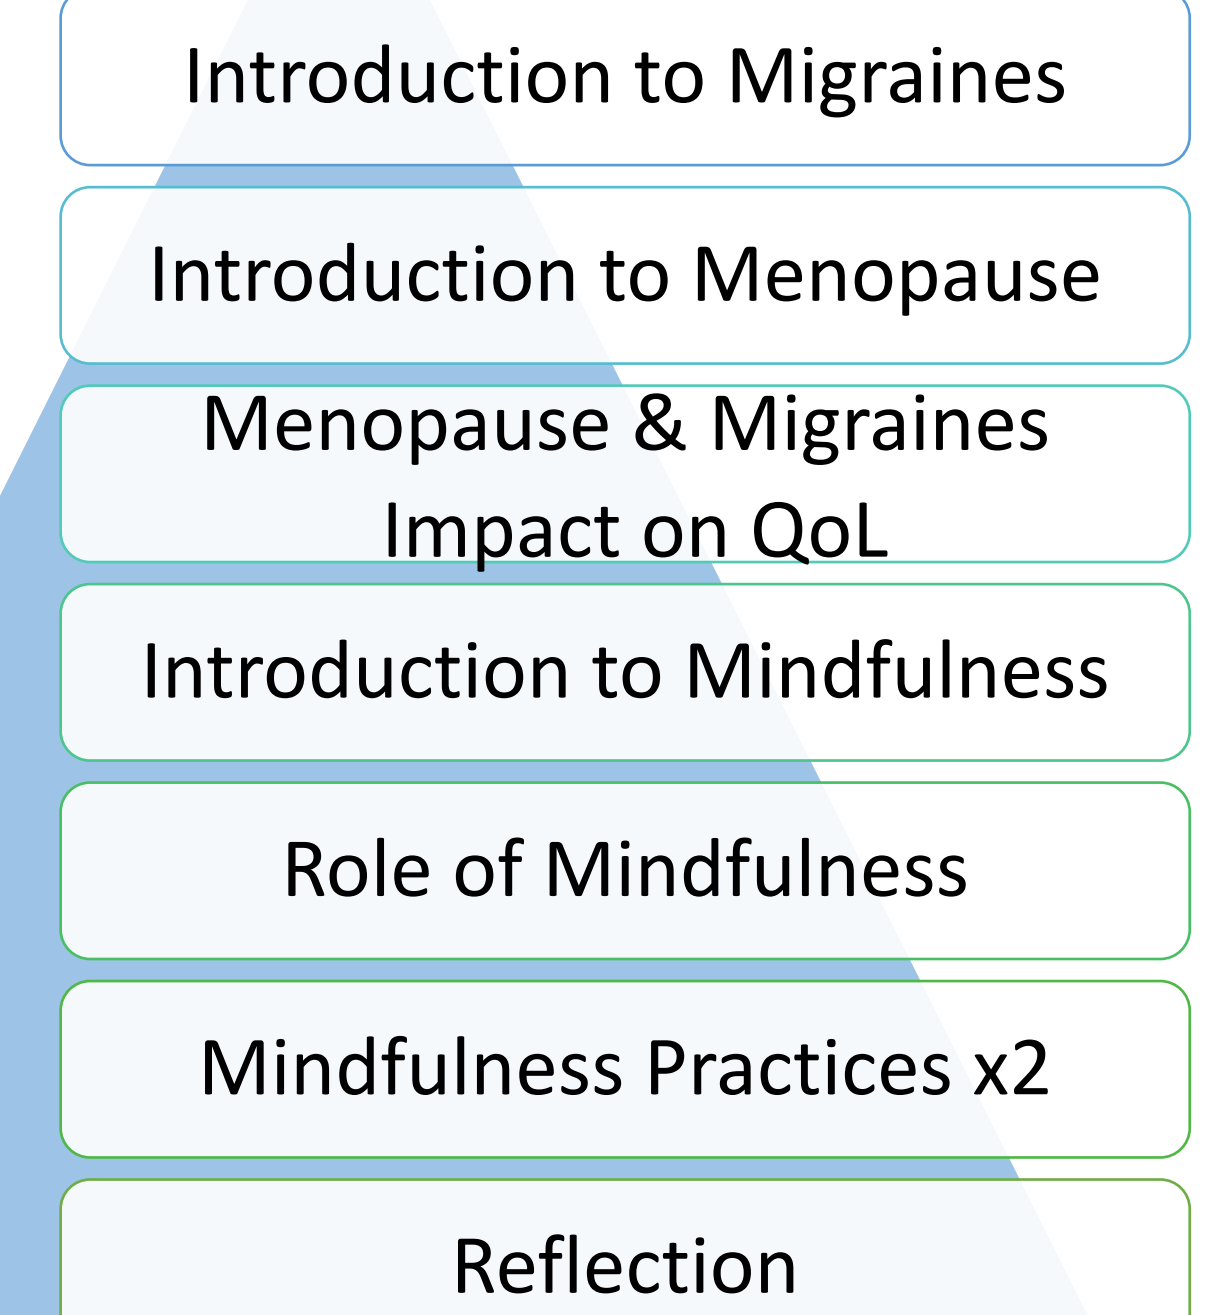 Introduction to Migraines
Introduction to Menopause
Menopause & Migraines
Impact on QoL
Introduction to Mindfulness
Role of Mindfulness
Mindfulness Practices x2
Reflection